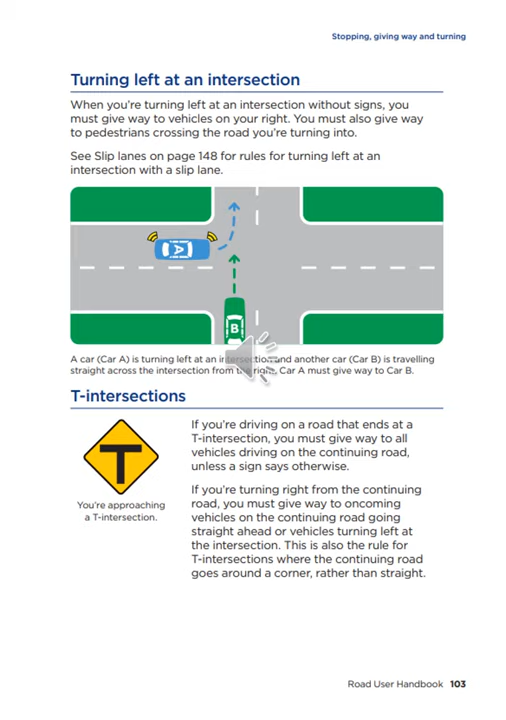 Stopping, giving way and turning
Turning left at an intersection
When you're turning left at an intersection without signs, you
must give way to vehicles on your right. You must also give way
to pedestrians crossing the road you're turning into.
See Slip lanes on page 148 for rules for turning left at an
intersection with a slip lane.
A
B
A car (Car A) is turning left at an intersection and another car (Car B) is travelling
straight across the intersection from the right, Car A must give way to Car B.
T-intersections
T
If you're driving on a road that ends at a
T-intersection, you must give way to all
vehicles driving on the continuing road,
unless a sign says otherwise.
You're approaching
a T-intersection.
If you're turning right from the continuing
road, you must give way to oncoming
vehicles on the continuing road going
straight ahead or vehicles turning left at
the intersection. This is also the rule for
T-intersections where the continuing road
goes around a corner, rather than straight.
Road User Handbook 103